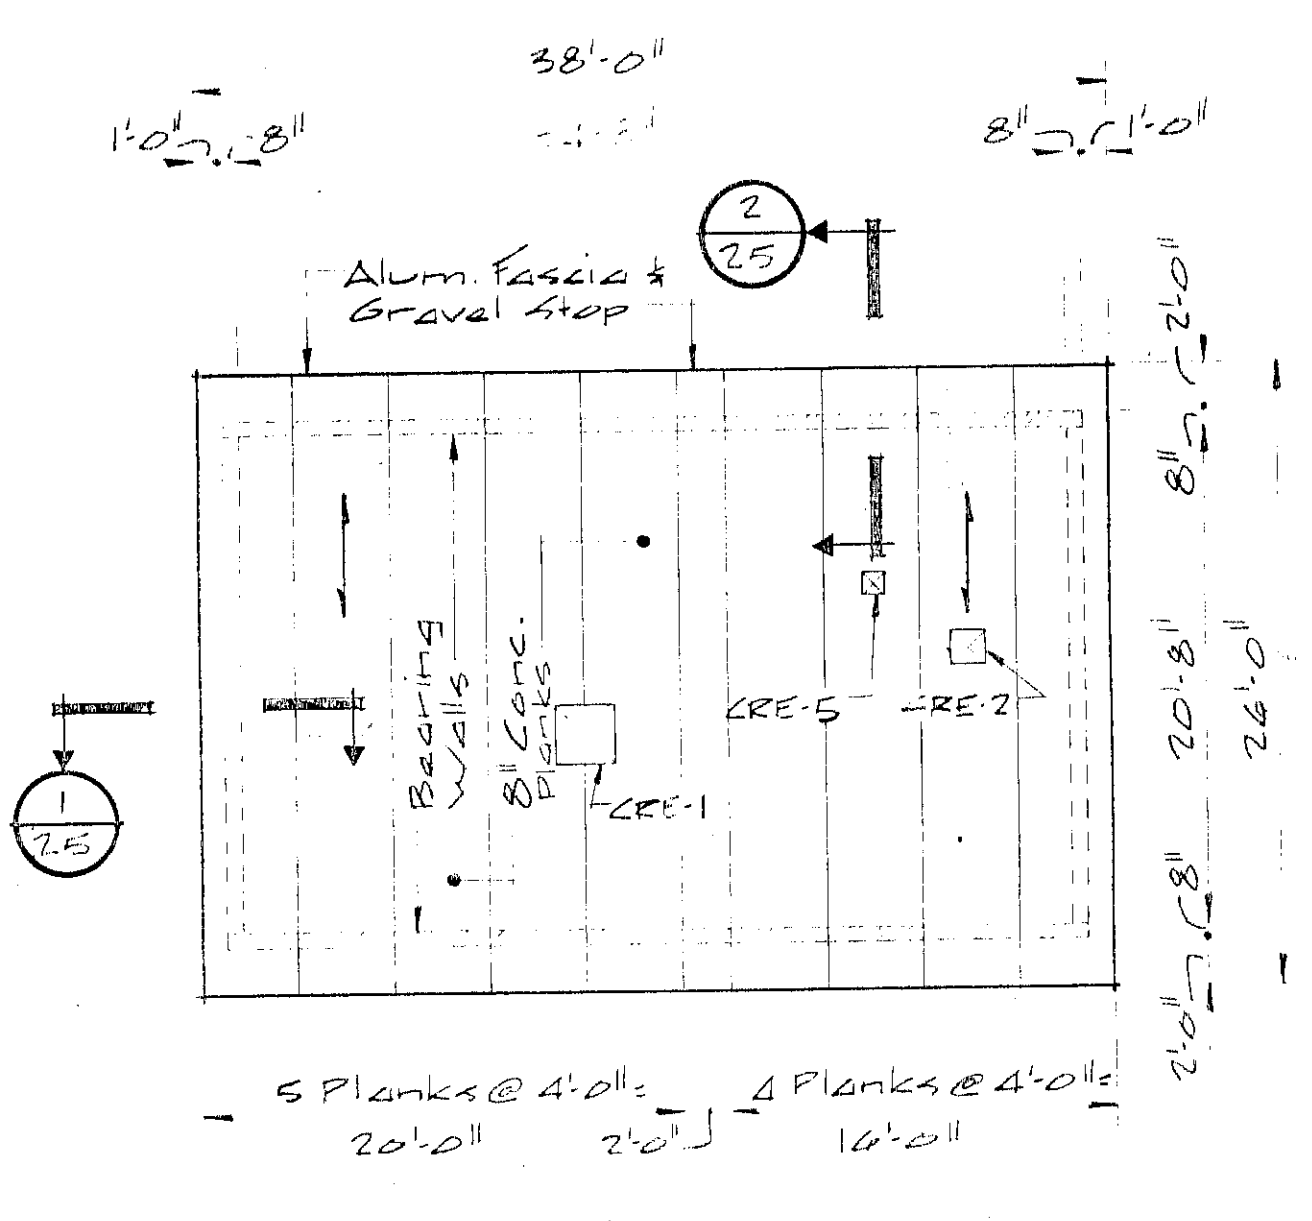 38'-0"
1'-0"
8"
8"
1'-0"
2
25
Alum. Fascia &
Gravel Stop
2'-0"
8"
Bearing
Walls
8" Conc.
Planks
CRE-5
CRE-2
CRE-1
20'-8"
26'-0"
1
25
8"
2'-0"
5 Planks @ 4'-0"=
20'-0"
2'-0"
4 Planks @ 4'-0"=
16'-0"